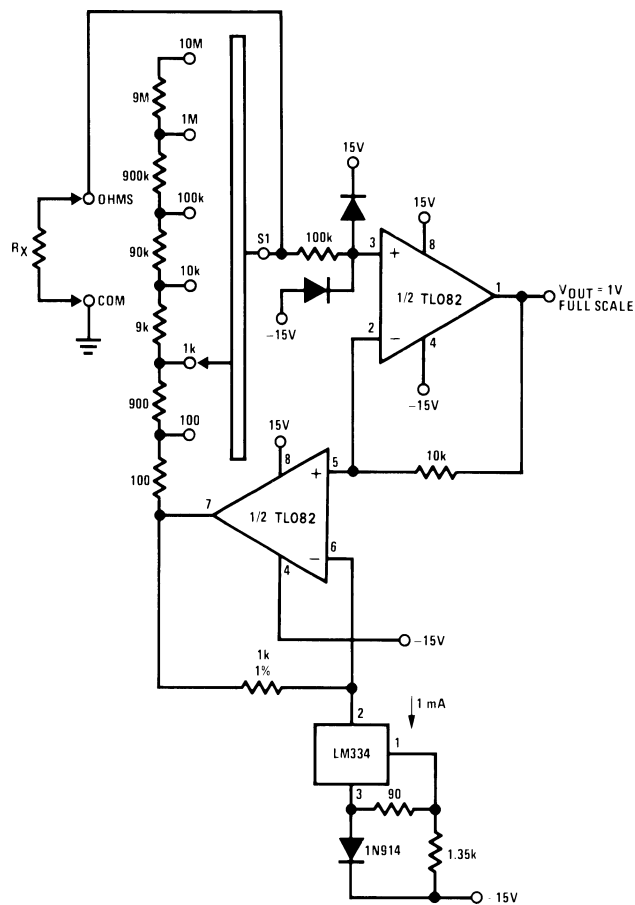 10M
9M
1M
900k
100k
90k
10k
9k
1k
900
100
100
OHMS
RX
COM
S1
100k
15V
-15V
15V
3
+
8
1/2 TL082
1
2
−
4
-15V
VOUT = 1V
FULL SCALE
10k
15V
8
5
+
7
1/2 TL082
6
−
4
-15V
1k
1%
2
1 mA
LM334
1
3
90
1N914
1.35k
- 15V